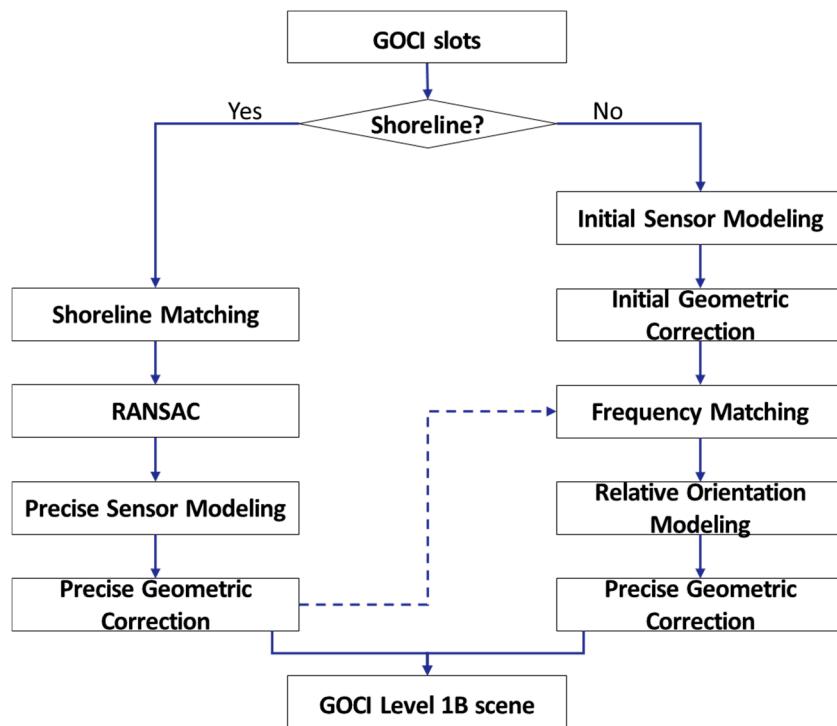 GOCI slots
Shoreline?
Yes
No
Shoreline Matching
RANSAC
Precise Sensor Modeling
Precise Geometric
Correction
Initial Sensor Modeling
Initial Geometric
Correction
Frequency Matching
Relative Orientation
Modeling
Precise Geometric
Correction
GOCI Level 1B scene